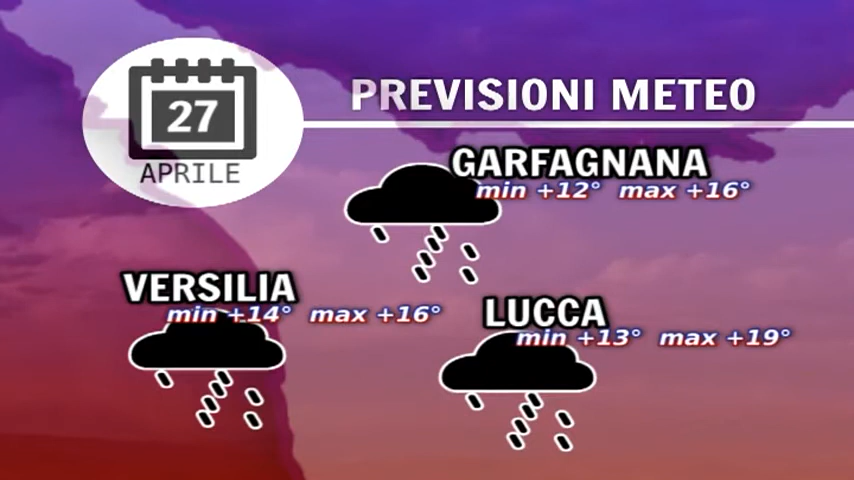 27
APRILE
PREVISIONI METEO
GARFAGNANA
min +12° max +16°
VERSILIA
min +14° max +16°
LUCCA
min +13° max +19°